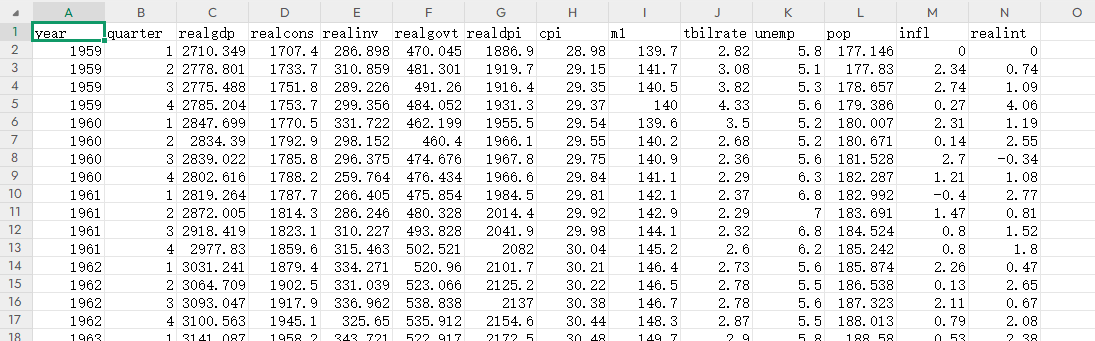 A B C D E F G H I J K L M N O
1 year quarter realgdp realcons realinv realgovt realdpi cpi m1 tbilrate unemp pop infl realint
2 1959 1 2710.349 1707.4 286.898 470.045 1886.9 28.98 139.7 2.82 5.8 177.146 0 0
3 1959 2 2778.801 1733.7 310.859 481.301 1919.7 29.15 141.7 3.08 5.1 177.83 2.34 0.74
4 1959 3 2775.488 1751.8 289.226 491.26 1916.4 29.35 140.5 3.82 5.3 178.657 2.74 1.09
5 1959 4 2785.204 1753.7 299.356 484.052 1931.3 29.37 140 4.33 5.6 179.386 0.27 4.06
6 1960 1 2847.699 1770.5 331.722 462.199 1955.5 29.54 139.6 3.5 5.2 180.007 2.31 1.19
7 1960 2 2834.39 1792.9 298.152 460.4 1966.1 29.55 140.2 2.68 5.2 180.671 0.14 2.55
8 1960 3 2839.022 1785.8 296.375 474.676 1967.8 29.75 140.9 2.36 5.6 181.528 2.7 -0.34
9 1960 4 2802.616 1788.2 259.764 476.434 1966.6 29.84 141.1 2.29 6.3 182.287 1.21 1.08
10 1961 1 2819.264 1787.7 266.405 475.854 1984.5 29.81 142.1 2.37 6.8 182.992 -0.4 2.77
11 1961 2 2872.005 1814.3 286.246 480.328 2014.4 29.92 142.9 2.29 7 183.691 1.47 0.81
12 1961 3 2918.419 1823.1 310.227 493.828 2041.9 29.98 144.1 2.32 6.8 184.524 0.8 1.52
13 1961 4 2977.83 1859.6 315.463 502.521 2082 30.04 145.2 2.6 6.2 185.242 0.8 1.8
14 1962 1 3031.241 1879.4 334.271 520.96 2101.7 30.21 146.4 2.73 5.6 185.874 2.26 0.47
15 1962 2 3064.709 1902.5 331.039 523.066 2125.2 30.22 146.5 2.78 5.5 186.538 0.13 2.65
16 1962 3 3093.047 1917.9 336.962 538.838 2137 30.38 146.7 2.78 5.6 187.323 2.11 0.67
17 1962 4 3100.563 1945.1 325.65 535.912 2154.6 30.44 148.3 2.87 5.5 188.013 0.79 2.08
18 1963 1 3141.087 1958.2 343.721 522.917 2172.5 30.48 149.7 2.9 5.8 188.58 0.53 2.38